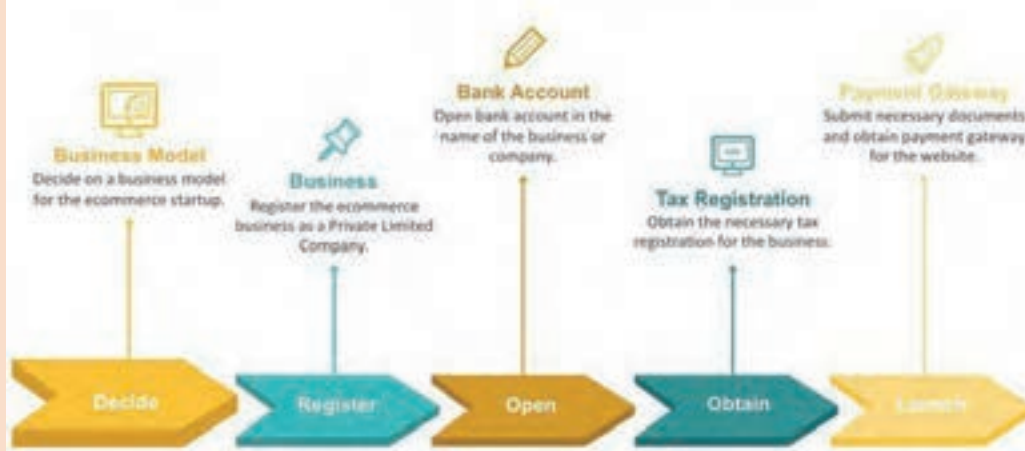 Business Model
Decide on a business model
for the ecommerce startup.
Business
Register the ecommerce
business as a Private Limited
Company.
Bank Account
Open bank account in the
name of the business or
company.
Tax Registration
Obtain the necessary tax
registration for the business.
Payment Gateway
Submit necessary documents
and obtain payment gateway
for the website.
Decide
Register
Open
Obtain
Launch